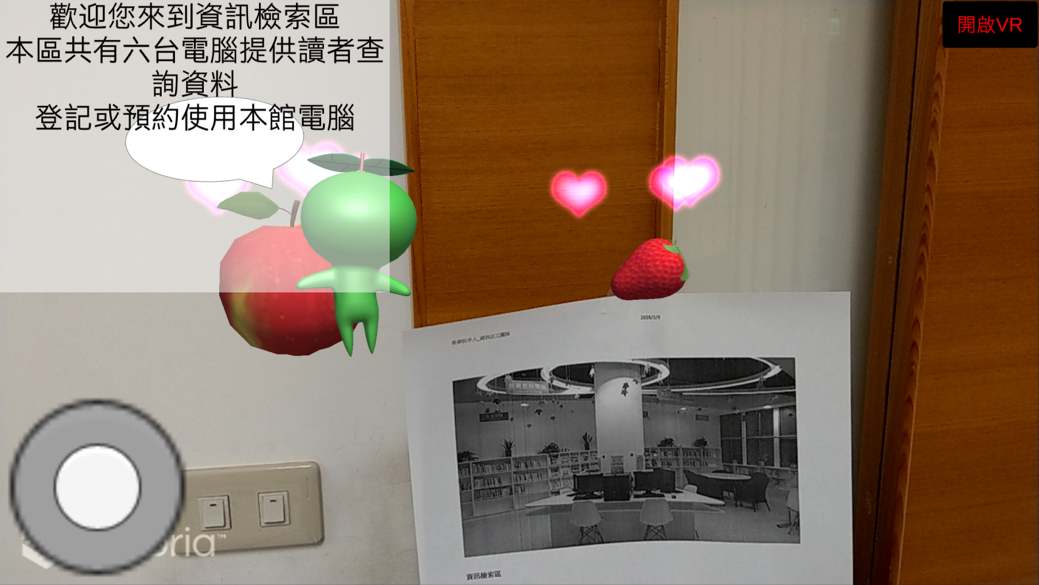 歡迎您來到資訊檢索區
本區共有六台電腦提供讀者查
詢資料
登記或預約使用本館電腦
開啟VR
資訊檢索區